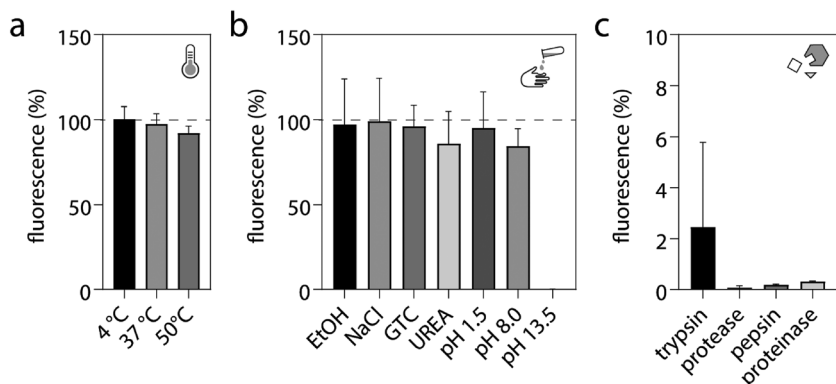 a
150
100
50
0
fluorescence (%)
4°C
37°C
50°C
b
150
100
50
0
fluorescence (%)
EtOH
NaCl
GTC
UREA
pH 1.5
pH 8.0
pH 13.5
c
10
8
6
4
2
0
fluorescence (%)
trypsin
protease
pepsin
proteinase